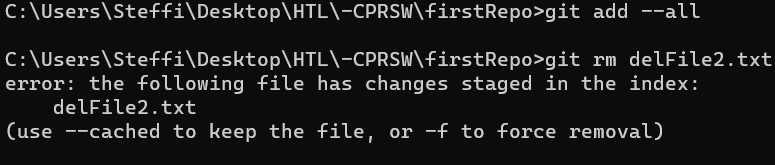 C:\Users\Steffi\Desktop\HTL\-CPRSW\firstRepo>git add --all
C:\Users\Steffi\Desktop\HTL\-CPRSW\firstRepo>git rm delFile2.txt
error: the following file has changes staged in the index:
    delFile2.txt
(use --cached to keep the file, or -f to force removal)